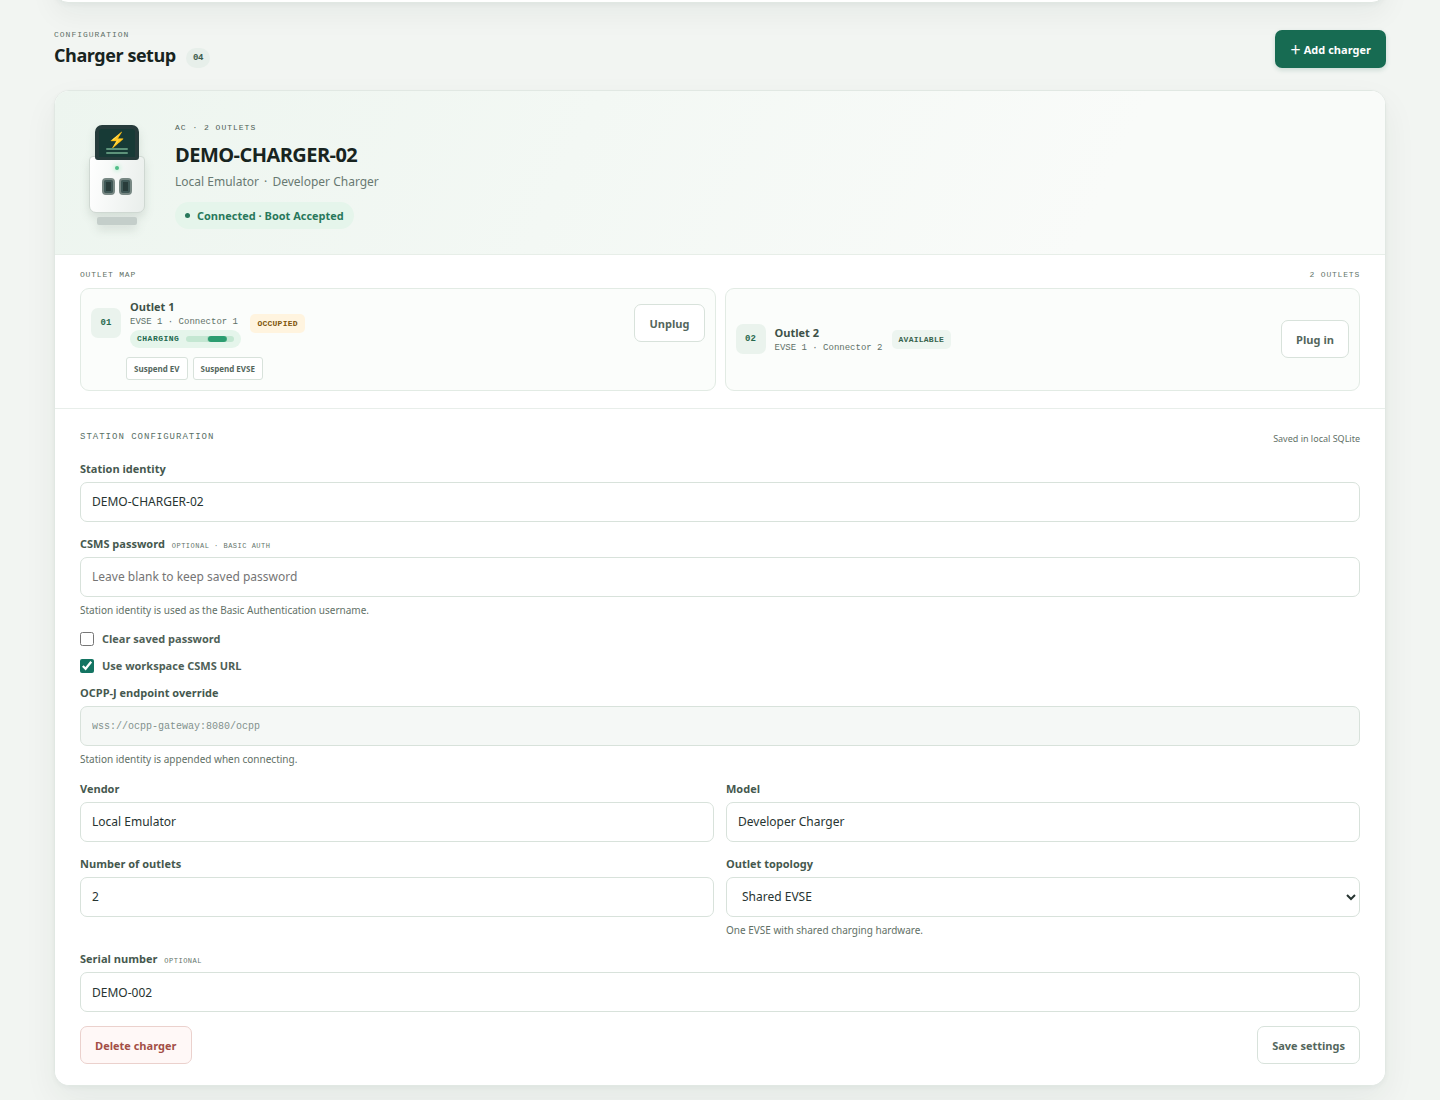 CONFIGURATION
Charger setup 04
+ Add charger
AC · 2 OUTLETS
DEMO-CHARGER-02
Local Emulator · Developer Charger
Connected · Boot Accepted
OUTLET MAP
2 OUTLETS
01
Outlet 1
EVSE 1 · Connector 1
OCCUPIED
CHARGING
Suspend EV
Suspend EVSE
Unplug
02
Outlet 2
EVSE 1 · Connector 2
AVAILABLE
Plug in
STATION CONFIGURATION
Saved in local SQLite
Station identity
DEMO-CHARGER-02
CSMS password OPTIONAL · BASIC AUTH
Leave blank to keep saved password
Station identity is used as the Basic Authentication username.
Clear saved password
Use workspace CSMS URL
OCPP-J endpoint override
wss://ocpp-gateway:8080/ocpp
Station identity is appended when connecting.
Vendor
Local Emulator
Model
Developer Charger
Number of outlets
2
Outlet topology
Shared EVSE
One EVSE with shared charging hardware.
Serial number OPTIONAL
DEMO-002
Delete charger
Save settings